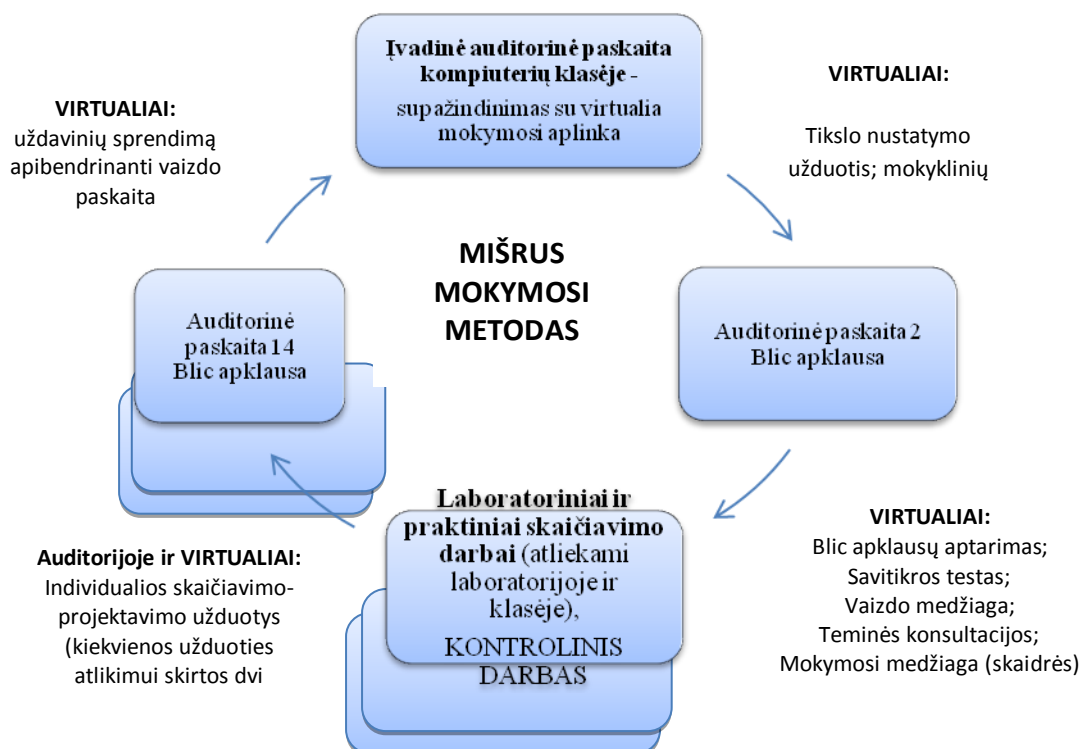 Įvadinė auditorinė paskaita
kompiuterių klasėje -
supažindinimas su virtualia
mokymosi aplinka
VIRTUALIAI:
Tikslo nustatymo
užduotis; mokyklinių
VIRTUALIAI:
uždavinių sprendimą
apibendrinanti vaizdo
paskaita
MIŠRUS
MOKYMOSI
METODAS
Auditorinė paskaita 2
Blic apklausa
Auditorinė
paskaita 14
Blic apklausa
Laboratoriniai ir
praktiniai skaičiavimo
darbai (atliekami
laboratorijoje ir
klasėje),
KONTROLINIS
DARBAS
VIRTUALIAI:
Blic apklausų aptarimas;
Savitikros testas;
Vaizdo medžiaga;
Teminės konsultacijos;
Mokymosi medžiaga (skaidrės)
Auditorijoje ir VIRTUALIAI:
Individualios skaičiavimo-
projektavimo užduotys
(kiekvienos užduoties
atlikimui skirtos dvi